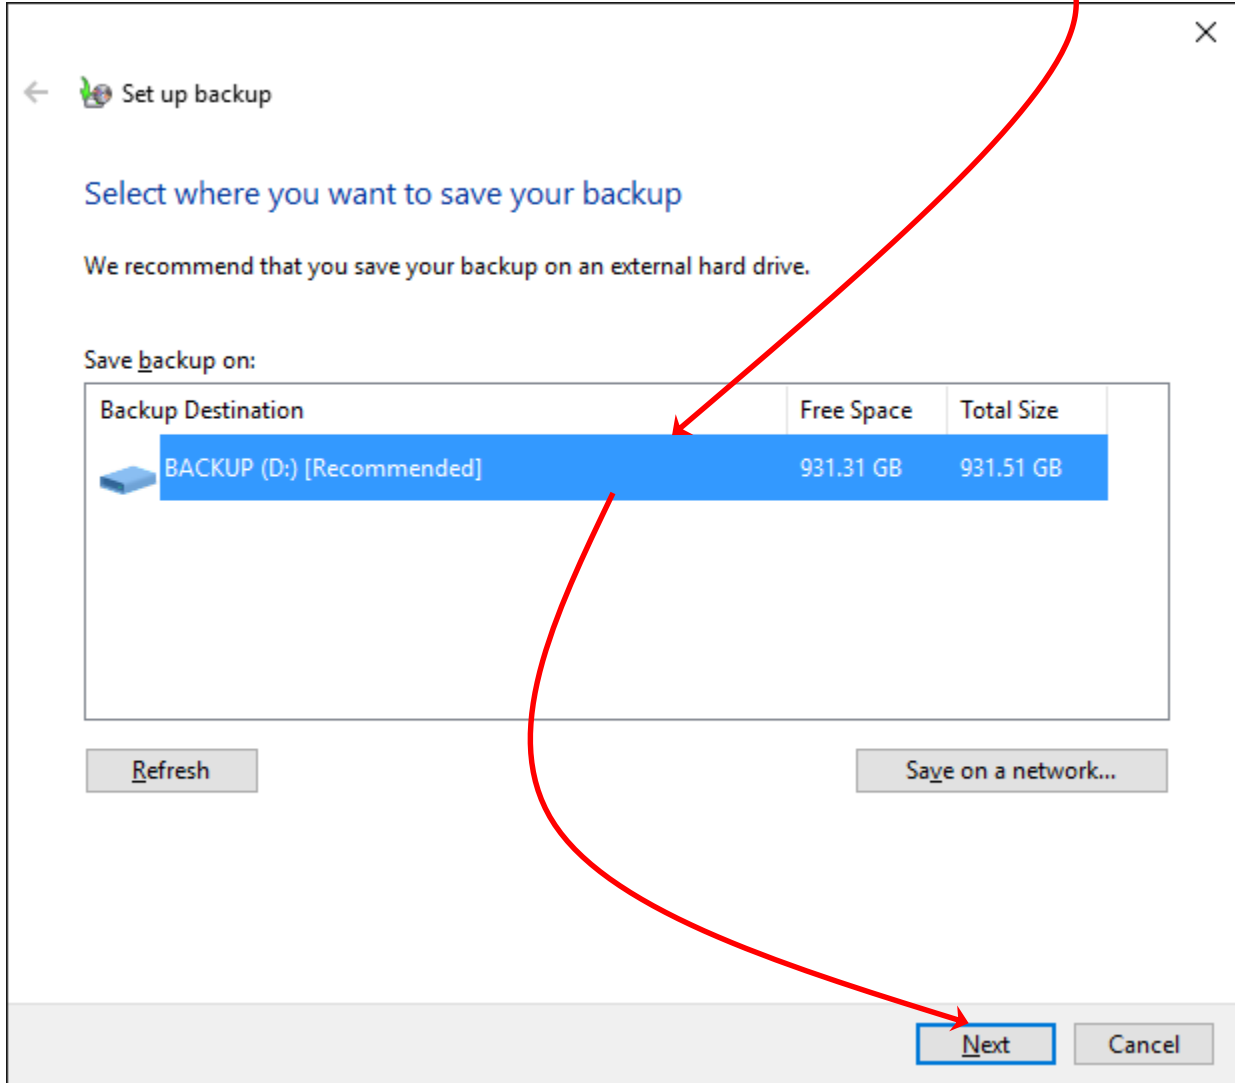 Set up backup
Select where you want to save your backup
We recommend that you save your backup on an external hard drive.
Save backup on:
Backup Destination Free Space Total Size
BACKUP (D:) [Recommended] 931.31 GB 931.51 GB
Refresh Save on a network...
Next Cancel